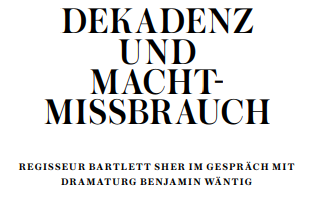 DEKADENZ
UND
MACHT-
MISSBRAUCH
REGISSEUR BARTLETT SHER IM GESPRÄCH MIT
DRAMATURG BENJAMIN WÄNTIG